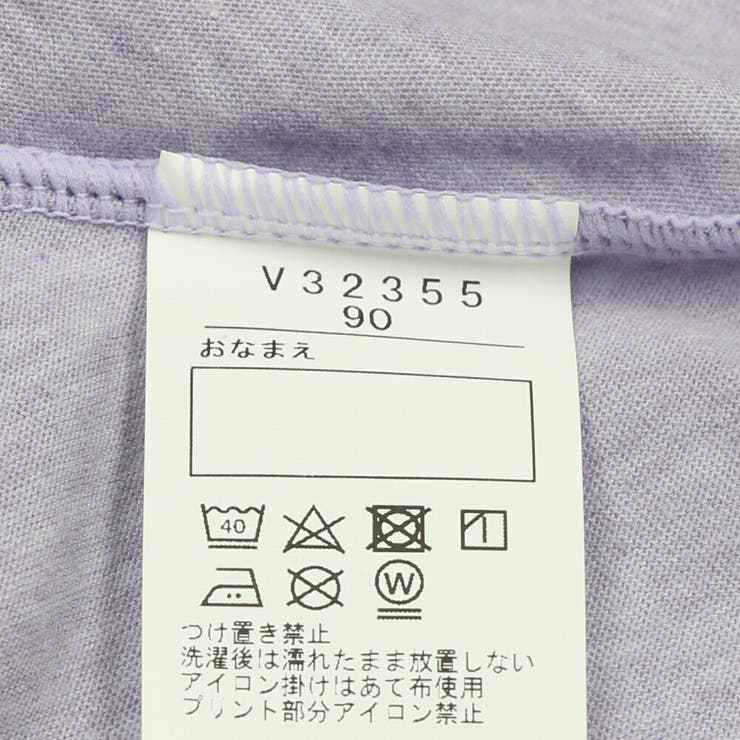 V32355
90
おなまえ
40
W
つけ置き禁止
洗濯後は濡れたまま放置しない
アイロン掛けはあて布使用
プリント部分アイロン禁止